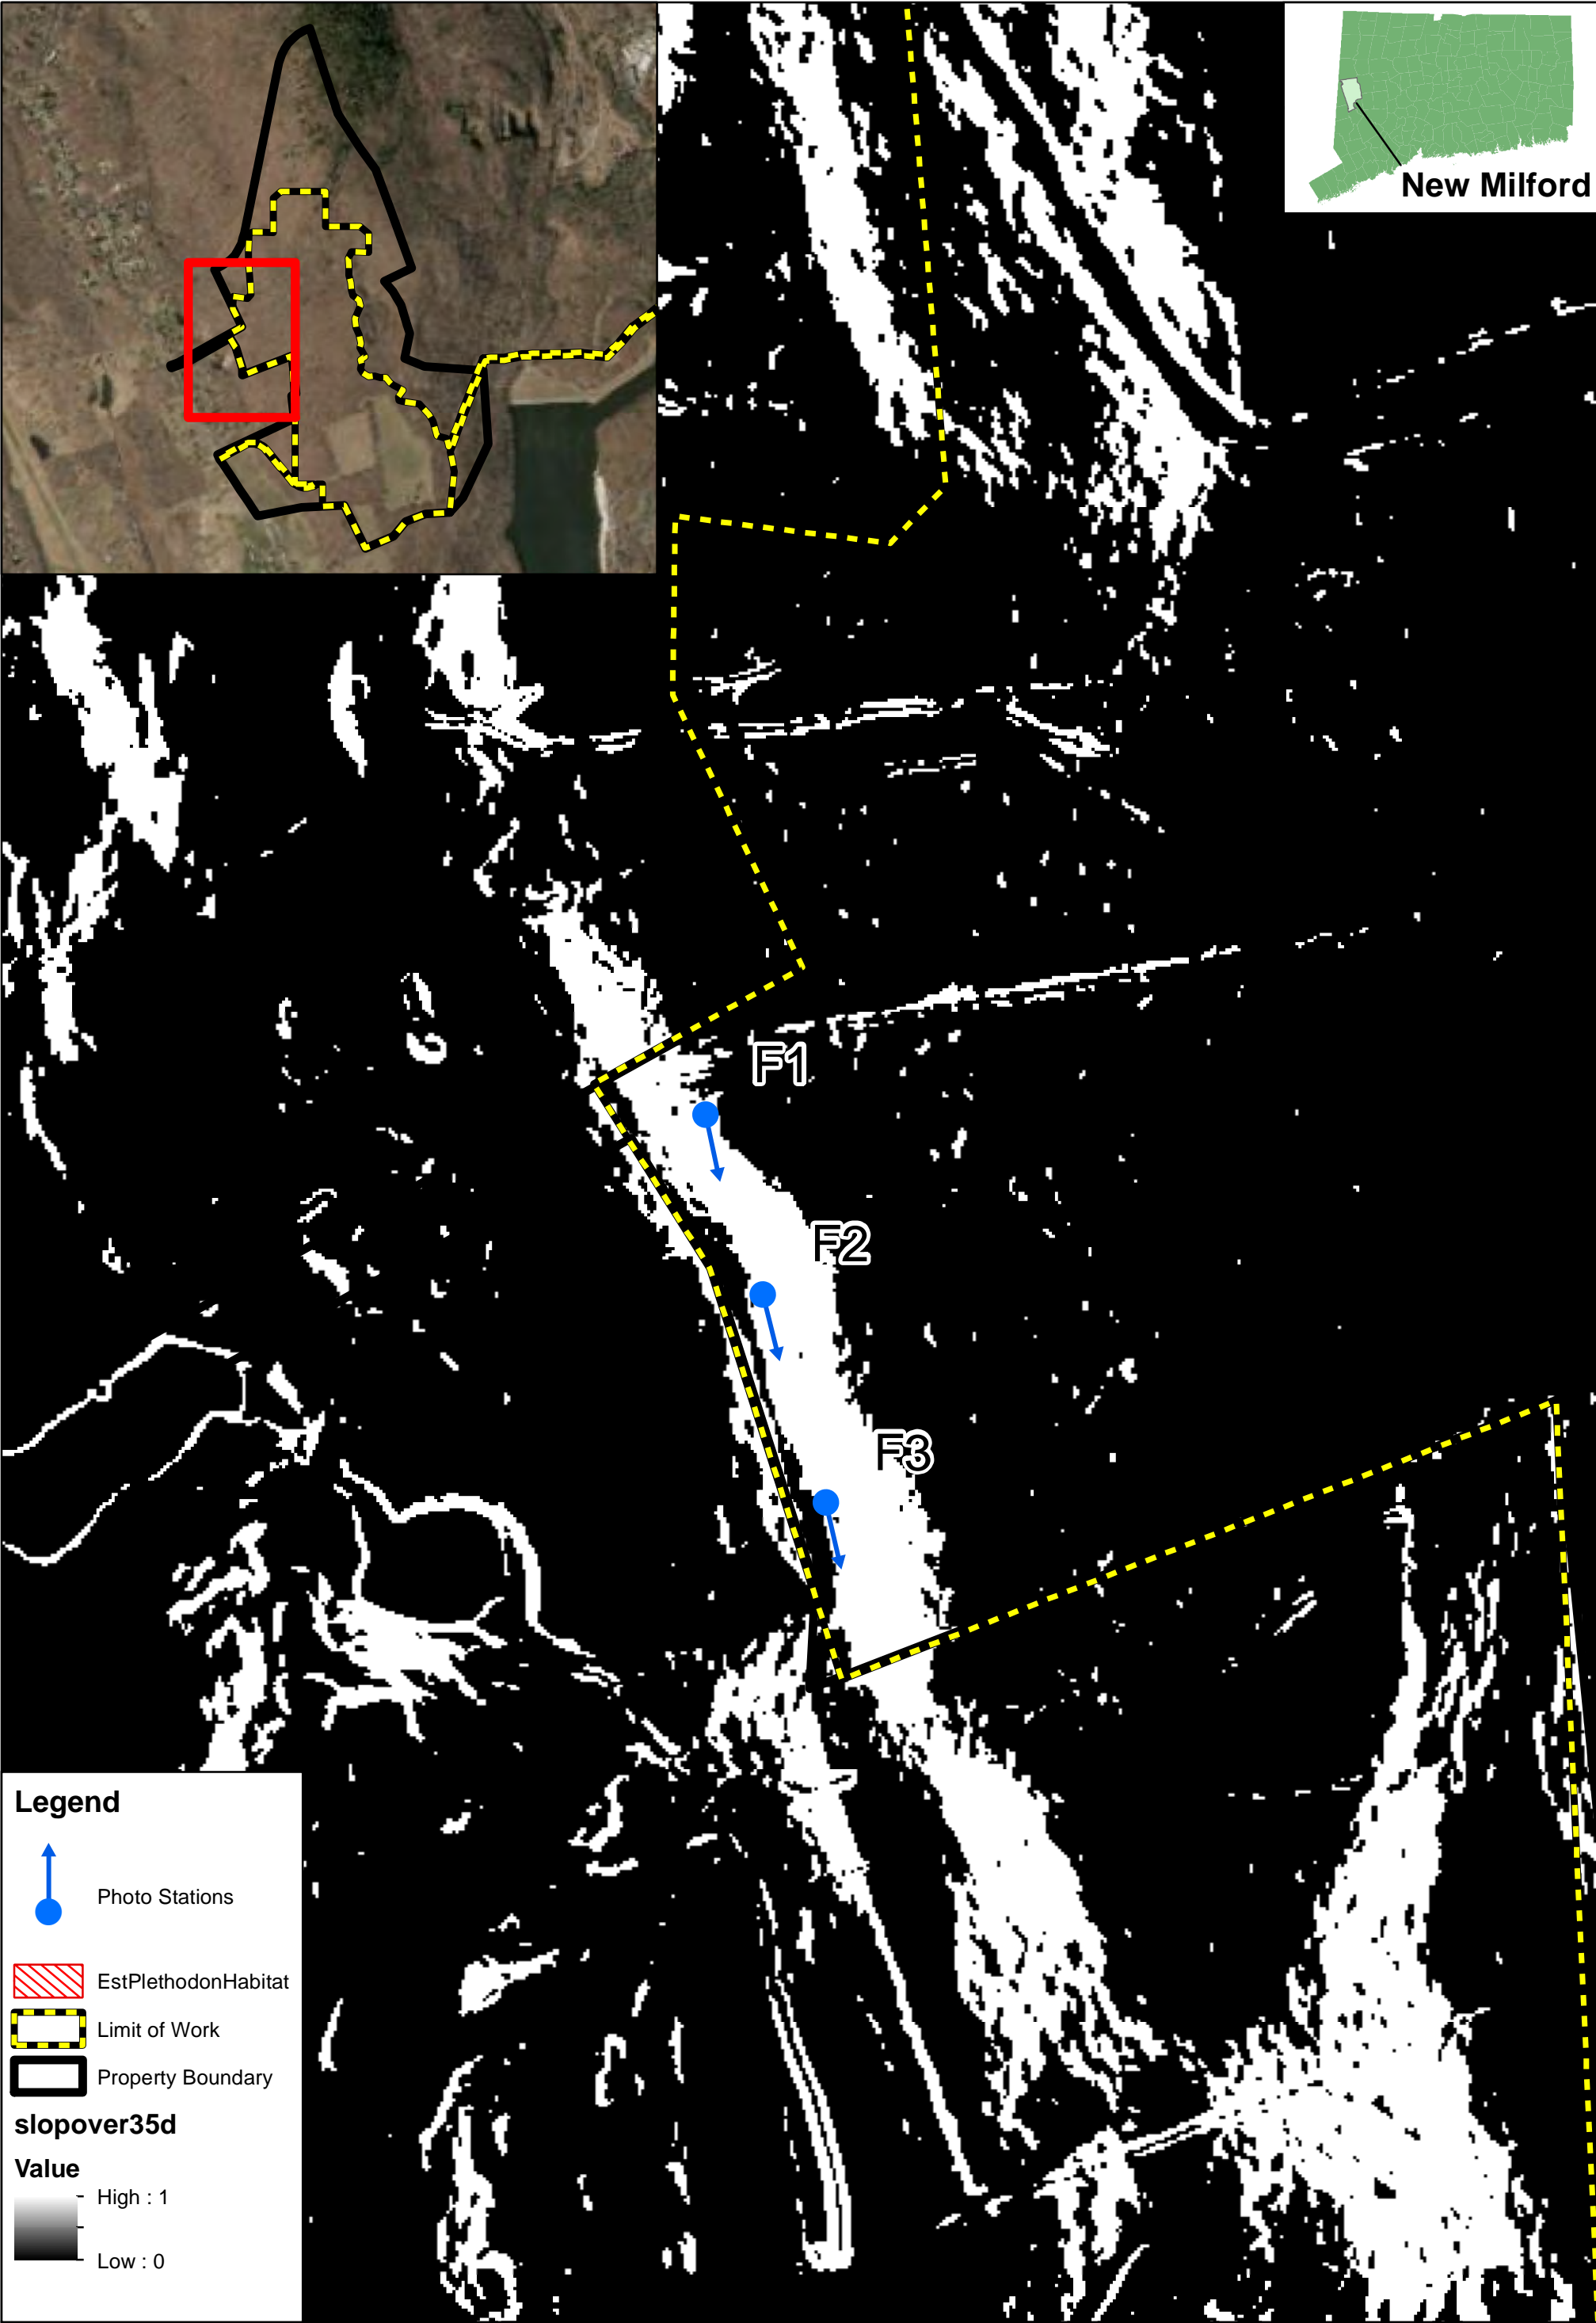 New Milford
F1
F2
F3
Legend
Photo Stations
EstPlethodonHabitat
Limit of Work
Property Boundary
slopover35d
Value
High : 1
Low : 0